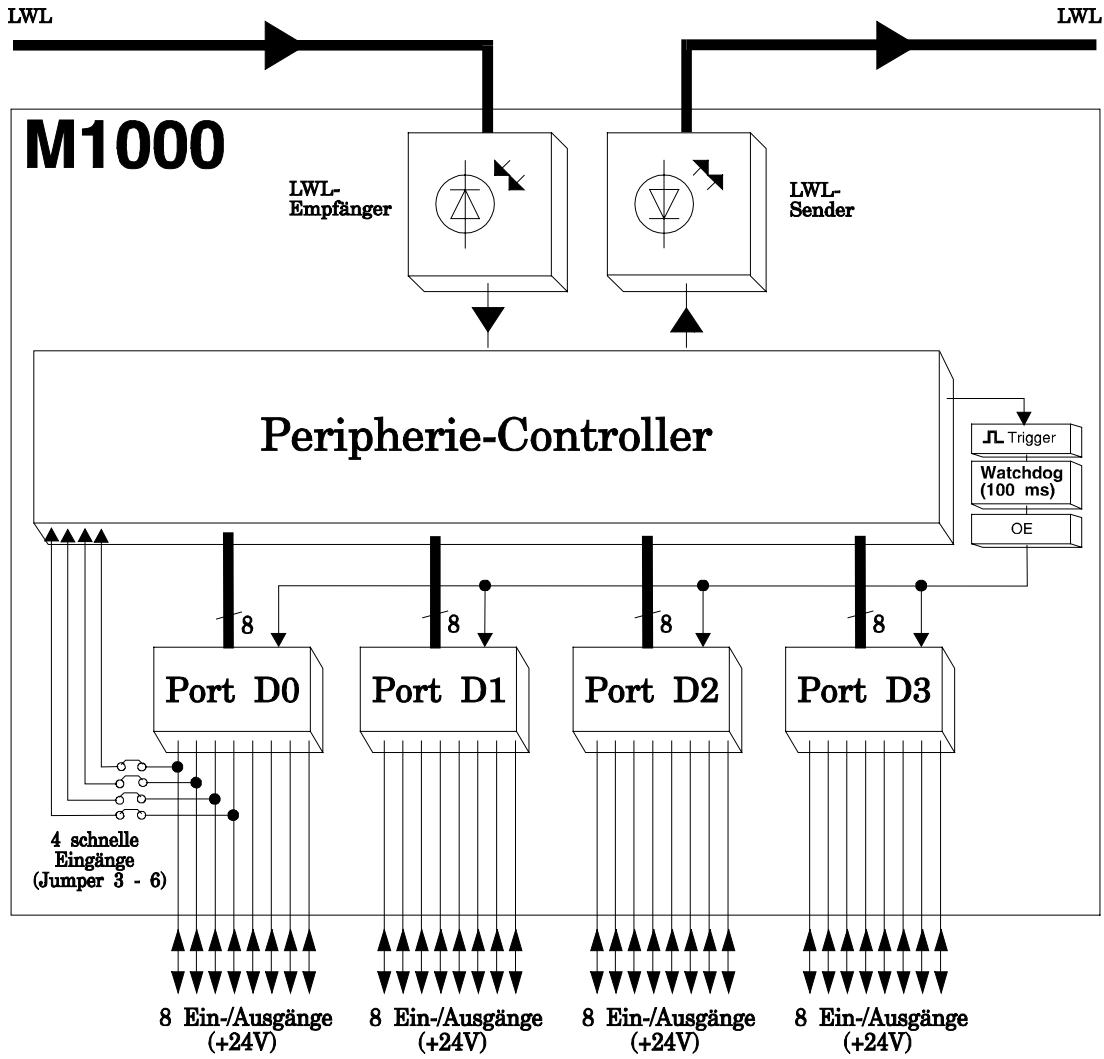 LWL
LWL
M1000
LWL-
Empfänger
LWL-
Sender
Peripherie-Controller
Trigger
Watchdog
(100 ms)
OE
8
8
8
8
Port D0
Port D1
Port D2
Port D3
4 schnelle
Eingänge
(Jumper 3 - 6)
8 Ein-/Ausgänge
(+24V)
8 Ein-/Ausgänge
(+24V)
8 Ein-/Ausgänge
(+24V)
8 Ein-/Ausgänge
(+24V)